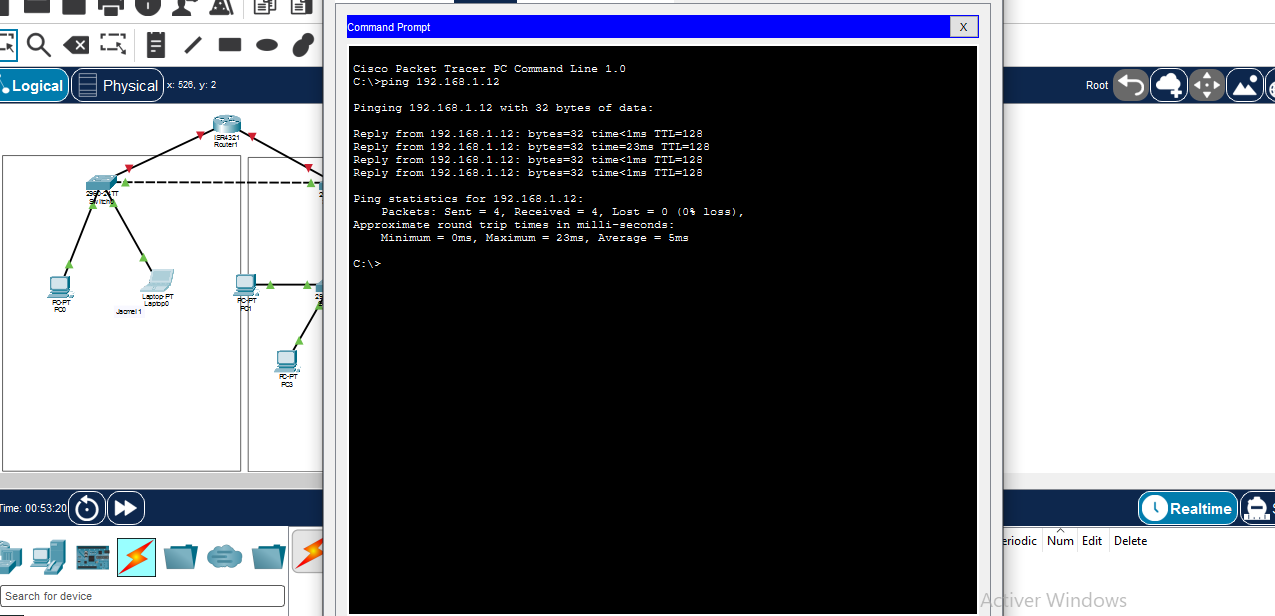 Command Prompt
X
Cisco Packet Tracer PC Command Line 1.0
C:\>ping 192.168.1.12
Pinging 192.168.1.12 with 32 bytes of data:
Reply from 192.168.1.12: bytes=32 time<1ms TTL=128
Reply from 192.168.1.12: bytes=32 time=23ms TTL=128
Reply from 192.168.1.12: bytes=32 time<1ms TTL=128
Reply from 192.168.1.12: bytes=32 time<1ms TTL=128
Ping statistics for 192.168.1.12:
Packets: Sent = 4, Received = 4, Lost = 0 (0% loss),
Approximate round trip times in milli-seconds:
Minimum = 0ms, Maximum = 23ms, Average = 5ms
C:\>
Logical
Physical
x: 526, y: 2
Root
ISR4321
Router1
PC-PT
PC0
Laptop-PT
Laptop0
Jacmel 1
PC-PT
PC1
PC-PT
PC3
Time: 00:53:20
Realtime
eriodic
Num
Edit
Delete
Search for device
Activer Windows